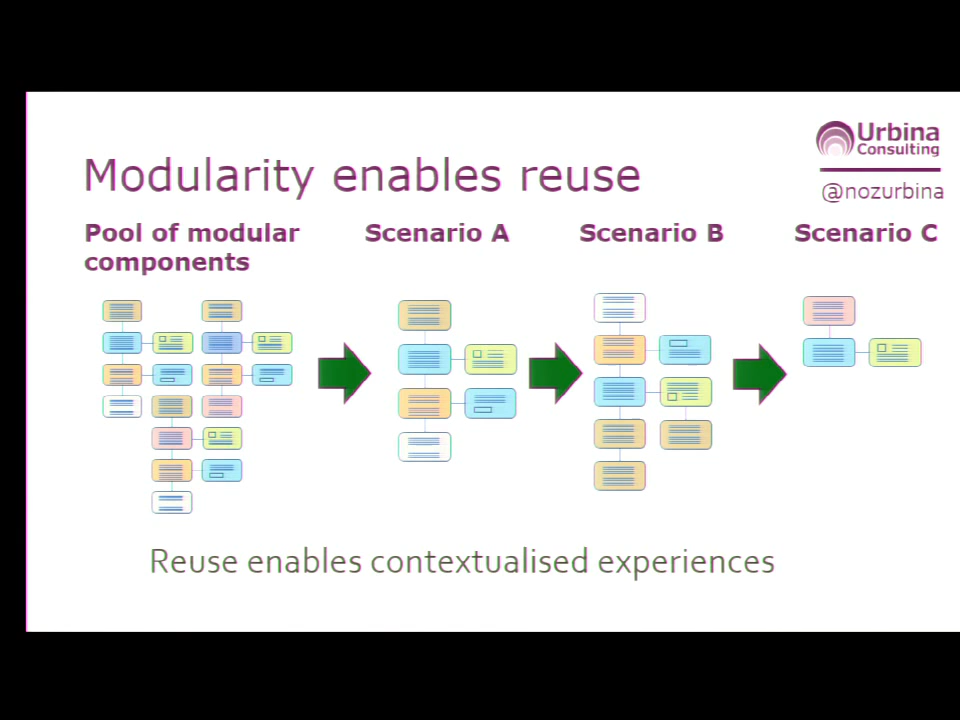 Urbina
Consulting
@nozurbina
Modularity enables reuse
Pool of modular
components
Scenario A
Scenario B
Scenario C
Reuse enables contextualised experiences